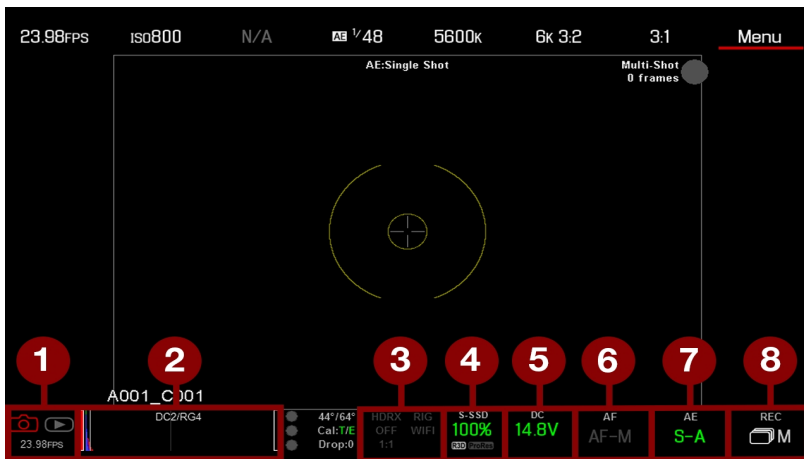 23.98FPS ISO800 N/A AE 1/48 5600K 6K 3:2 3:1 Menu
AE:Single Shot
Multi-Shot
0 frames
1 2 3 4 5 6 7 8
A001_C001
23.98FPS
DC2/RG4
44°/64°
Cal:T/E
Drop:0
HDRX RIG
OFF WIFI
1:1
S-SSD
100%
R3D ProRes
DC
14.8V
AF
AF-M
AE
S-A
REC
M